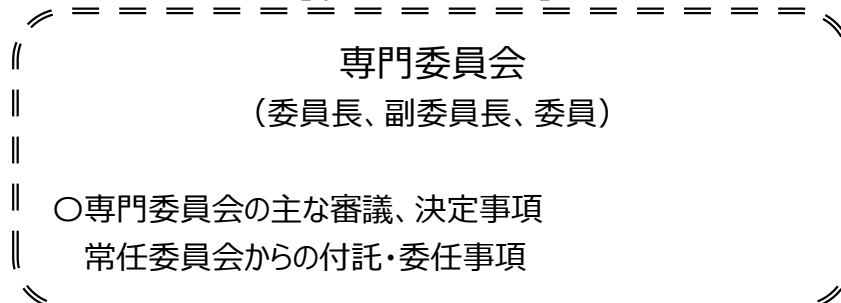 専門委員会
（委員長、副委員長、委員）
〇専門委員会の主な審議、決定事項
常任委員会からの付託・委任事項